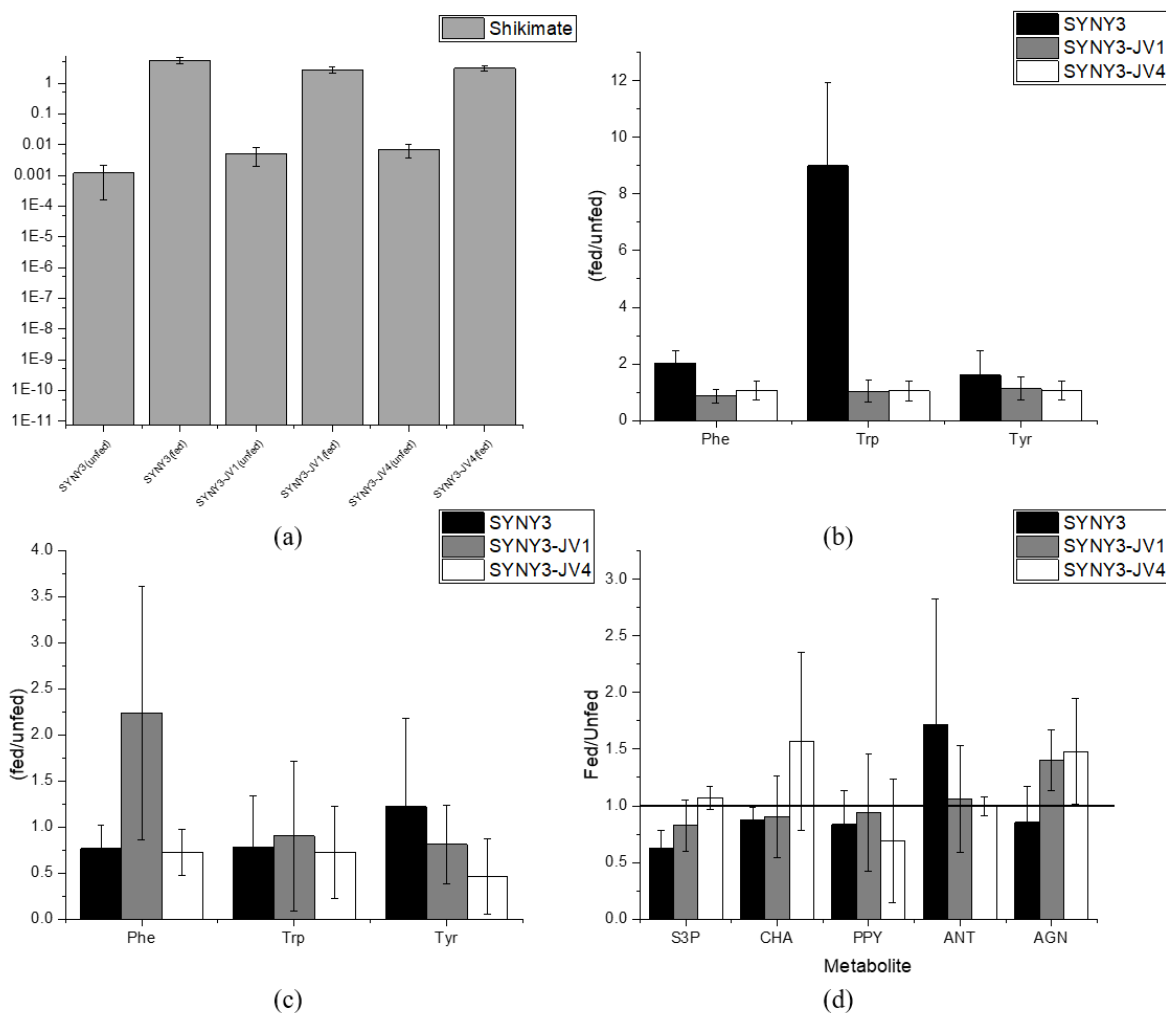 Shikimate
1
0.1
0.01
0.001
1E-4
1E-5
1E-6
1E-7
1E-8
1E-9
1E-10
1E-11
SYNY3(unfed)
SYNY3(fed)
SYNY3-JV1(unfed)
SYNY3-JV1(fed)
SYNY3-JV4(unfed)
SYNY3-JV4(fed)
(a)
SYNY3
SYNY3-JV1
SYNY3-JV4
(fed/unfed)
12
10
8
6
4
2
0
Phe Trp Tyr
(b)
SYNY3
SYNY3-JV1
SYNY3-JV4
(fed/unfed)
4.0
3.5
3.0
2.5
2.0
1.5
1.0
0.5
0.0
Phe Trp Tyr
(c)
SYNY3
SYNY3-JV1
SYNY3-JV4
Fed/Unfed
3.0
2.5
2.0
1.5
1.0
0.5
0.0
S3P CHA PPY ANT AGN
Metabolite
(d)